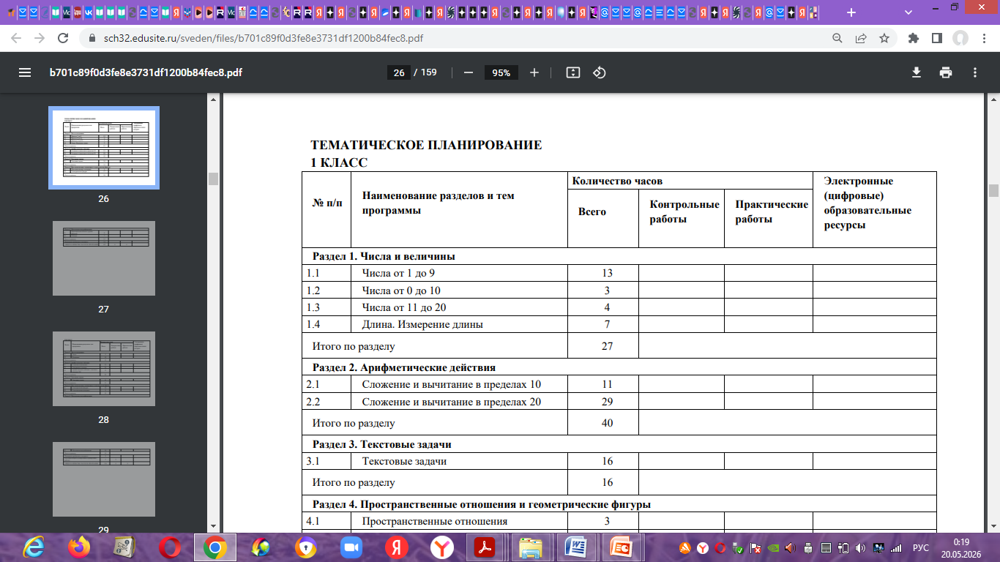 sch32.edusite.ru/sveden/files/b701c89f0d3fe8e3731df1200b84fec8.pdf
b701c89f0d3fe8e3731df1200b84fec8.pdf
26 / 159
95%
26
27
28
29
ТЕМАТИЧЕСКОЕ ПЛАНИРОВАНИЕ
1 КЛАСС
№ п/п Наименование разделов и тем программы Количество часов Электронные (цифровые) образовательные ресурсы
Всего Контрольные работы Практические работы
Раздел 1. Числа и величины
1.1 Числа от 1 до 9 13
1.2 Числа от 0 до 10 3
1.3 Числа от 11 до 20 4
1.4 Длина. Измерение длины 7
Итого по разделу 27
Раздел 2. Арифметические действия
2.1 Сложение и вычитание в пределах 10 11
2.2 Сложение и вычитание в пределах 20 29
Итого по разделу 40
Раздел 3. Текстовые задачи
3.1 Текстовые задачи 16
Итого по разделу 16
Раздел 4. Пространственные отношения и геометрические фигуры
4.1 Пространственные отношения 3
РУС
0:19
20.05.2026